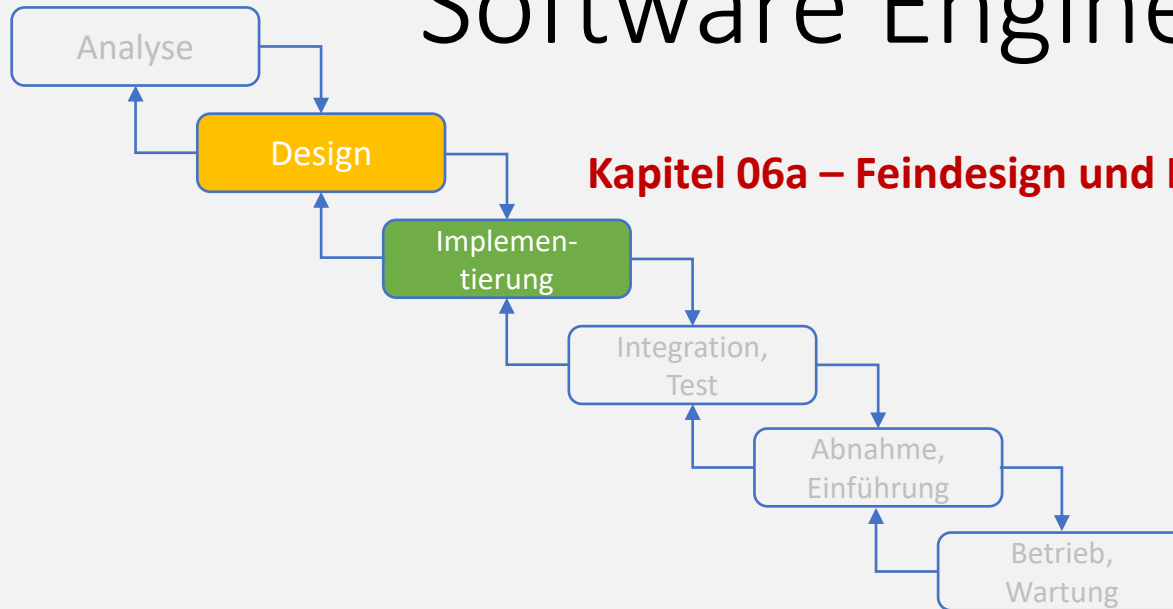 Software Engine
Analyse
Design
Kapitel 06a – Feindesign und
Implemen-
tierung
Integration,
Test
Abnahme,
Einführung
Betrieb,
Wartung